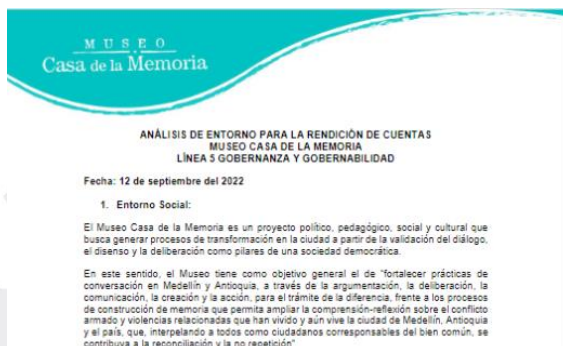 MUSEO
Casa de la Memoria
ANÁLISIS DE ENTORNO PARA LA RENDICIÓN DE CUENTAS
MUSEO CASA DE LA MEMORIA
LÍNEA 5 GOBERNANZA Y GOBERNABILIDAD
Fecha: 12 de septiembre del 2022
1. Entorno Social:
El Museo Casa de la Memoria es un proyecto político, pedagógico, social y cultural que
busca generar procesos de transformación en la ciudad a partir de la validación del diálogo,
el disenso y la deliberación como pilares de una sociedad democrática.
En este sentido, el Museo tiene como objetivo general el de "fortalecer prácticas de
conversación en Medellín y Antioquia, a través de la argumentación, la deliberación, la
comunicación, la creación y la acción, para el trámite de la diferencia, frente a los procesos
de construcción de memoria que permita ampliar la comprensión-reflexión sobre el conflicto
armado y violencias relacionadas que han vivido y aún vive la ciudad de Medellín, Antioquia
y el país, que, interpelando a todos como ciudadanos corresponsables del bien común, se
contribuya a la reconciliación y la no repetición"